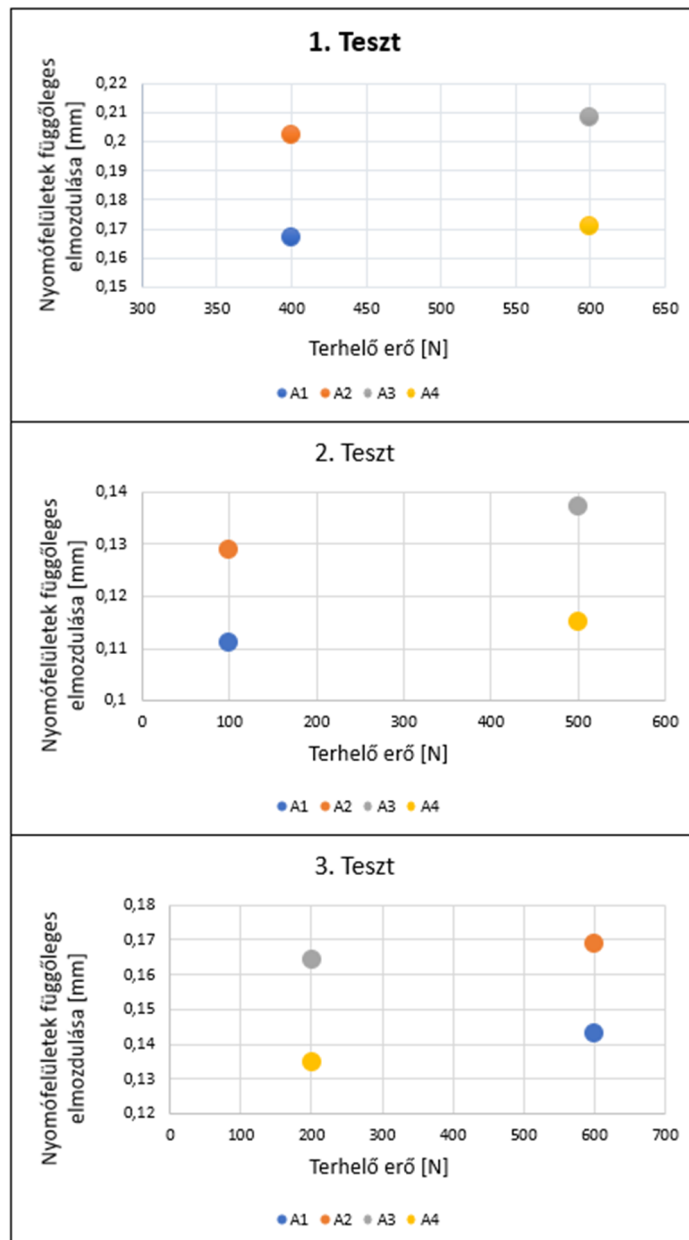 1. Teszt
Nyomófelületek függőleges
elmozdulása [mm]
0,22
0,21
0,2
0,19
0,18
0,17
0,16
0,15
300 350 400 450 500 550 600 650
Terhelő erő [N]
A1 A2 A3 A4
2. Teszt
Nyomófelületek függőleges
elmozdulása [mm]
0,14
0,13
0,12
0,11
0,1
0 100 200 300 400 500 600
Terhelő erő [N]
A1 A2 A3 A4
3. Teszt
Nyomófelületek függőleges
elmozdulása [mm]
0,18
0,17
0,16
0,15
0,14
0,13
0,12
0 100 200 300 400 500 600 700
Terhelő erő [N]
A1 A2 A3 A4